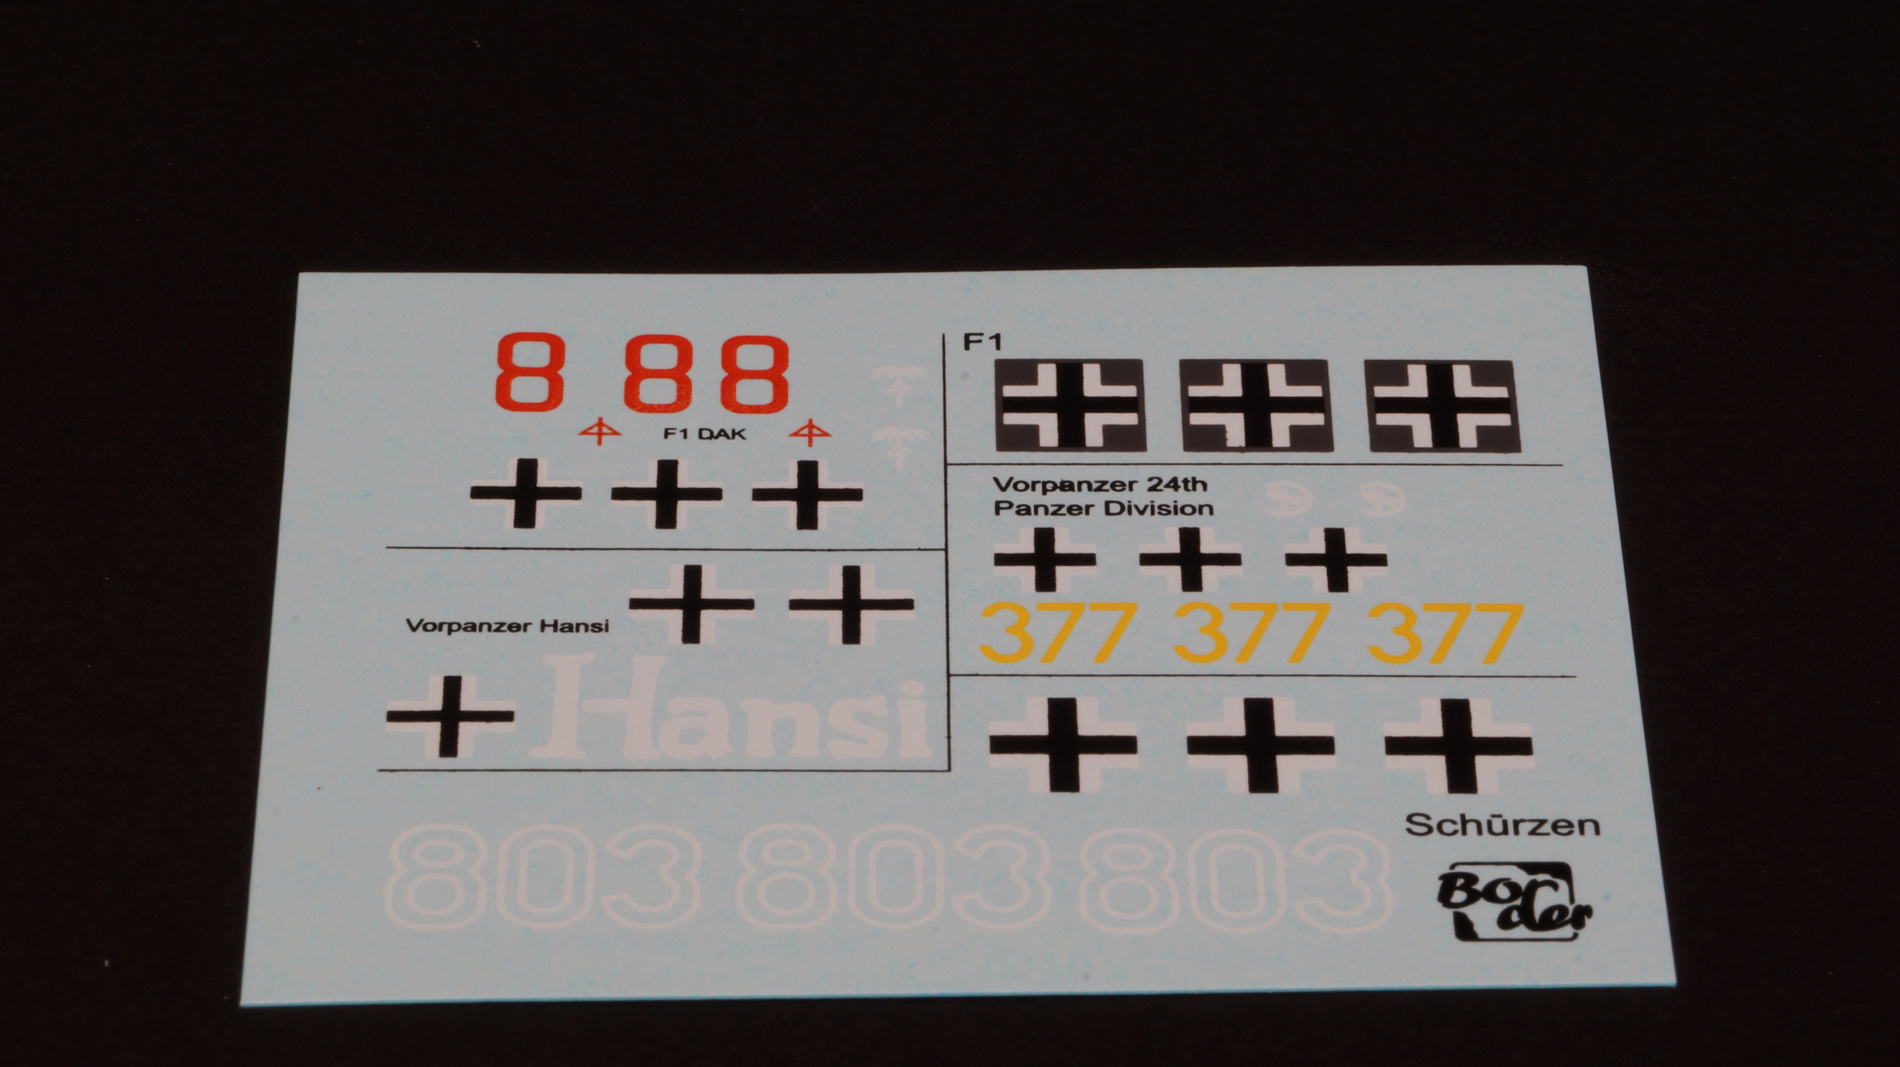 8 88
F1 DAK
F1
Vorpanzer 24th
Panzer Division
377 377 377
Vorpanzer Hansi
Hansi
Schürzen
803 803 803
Border